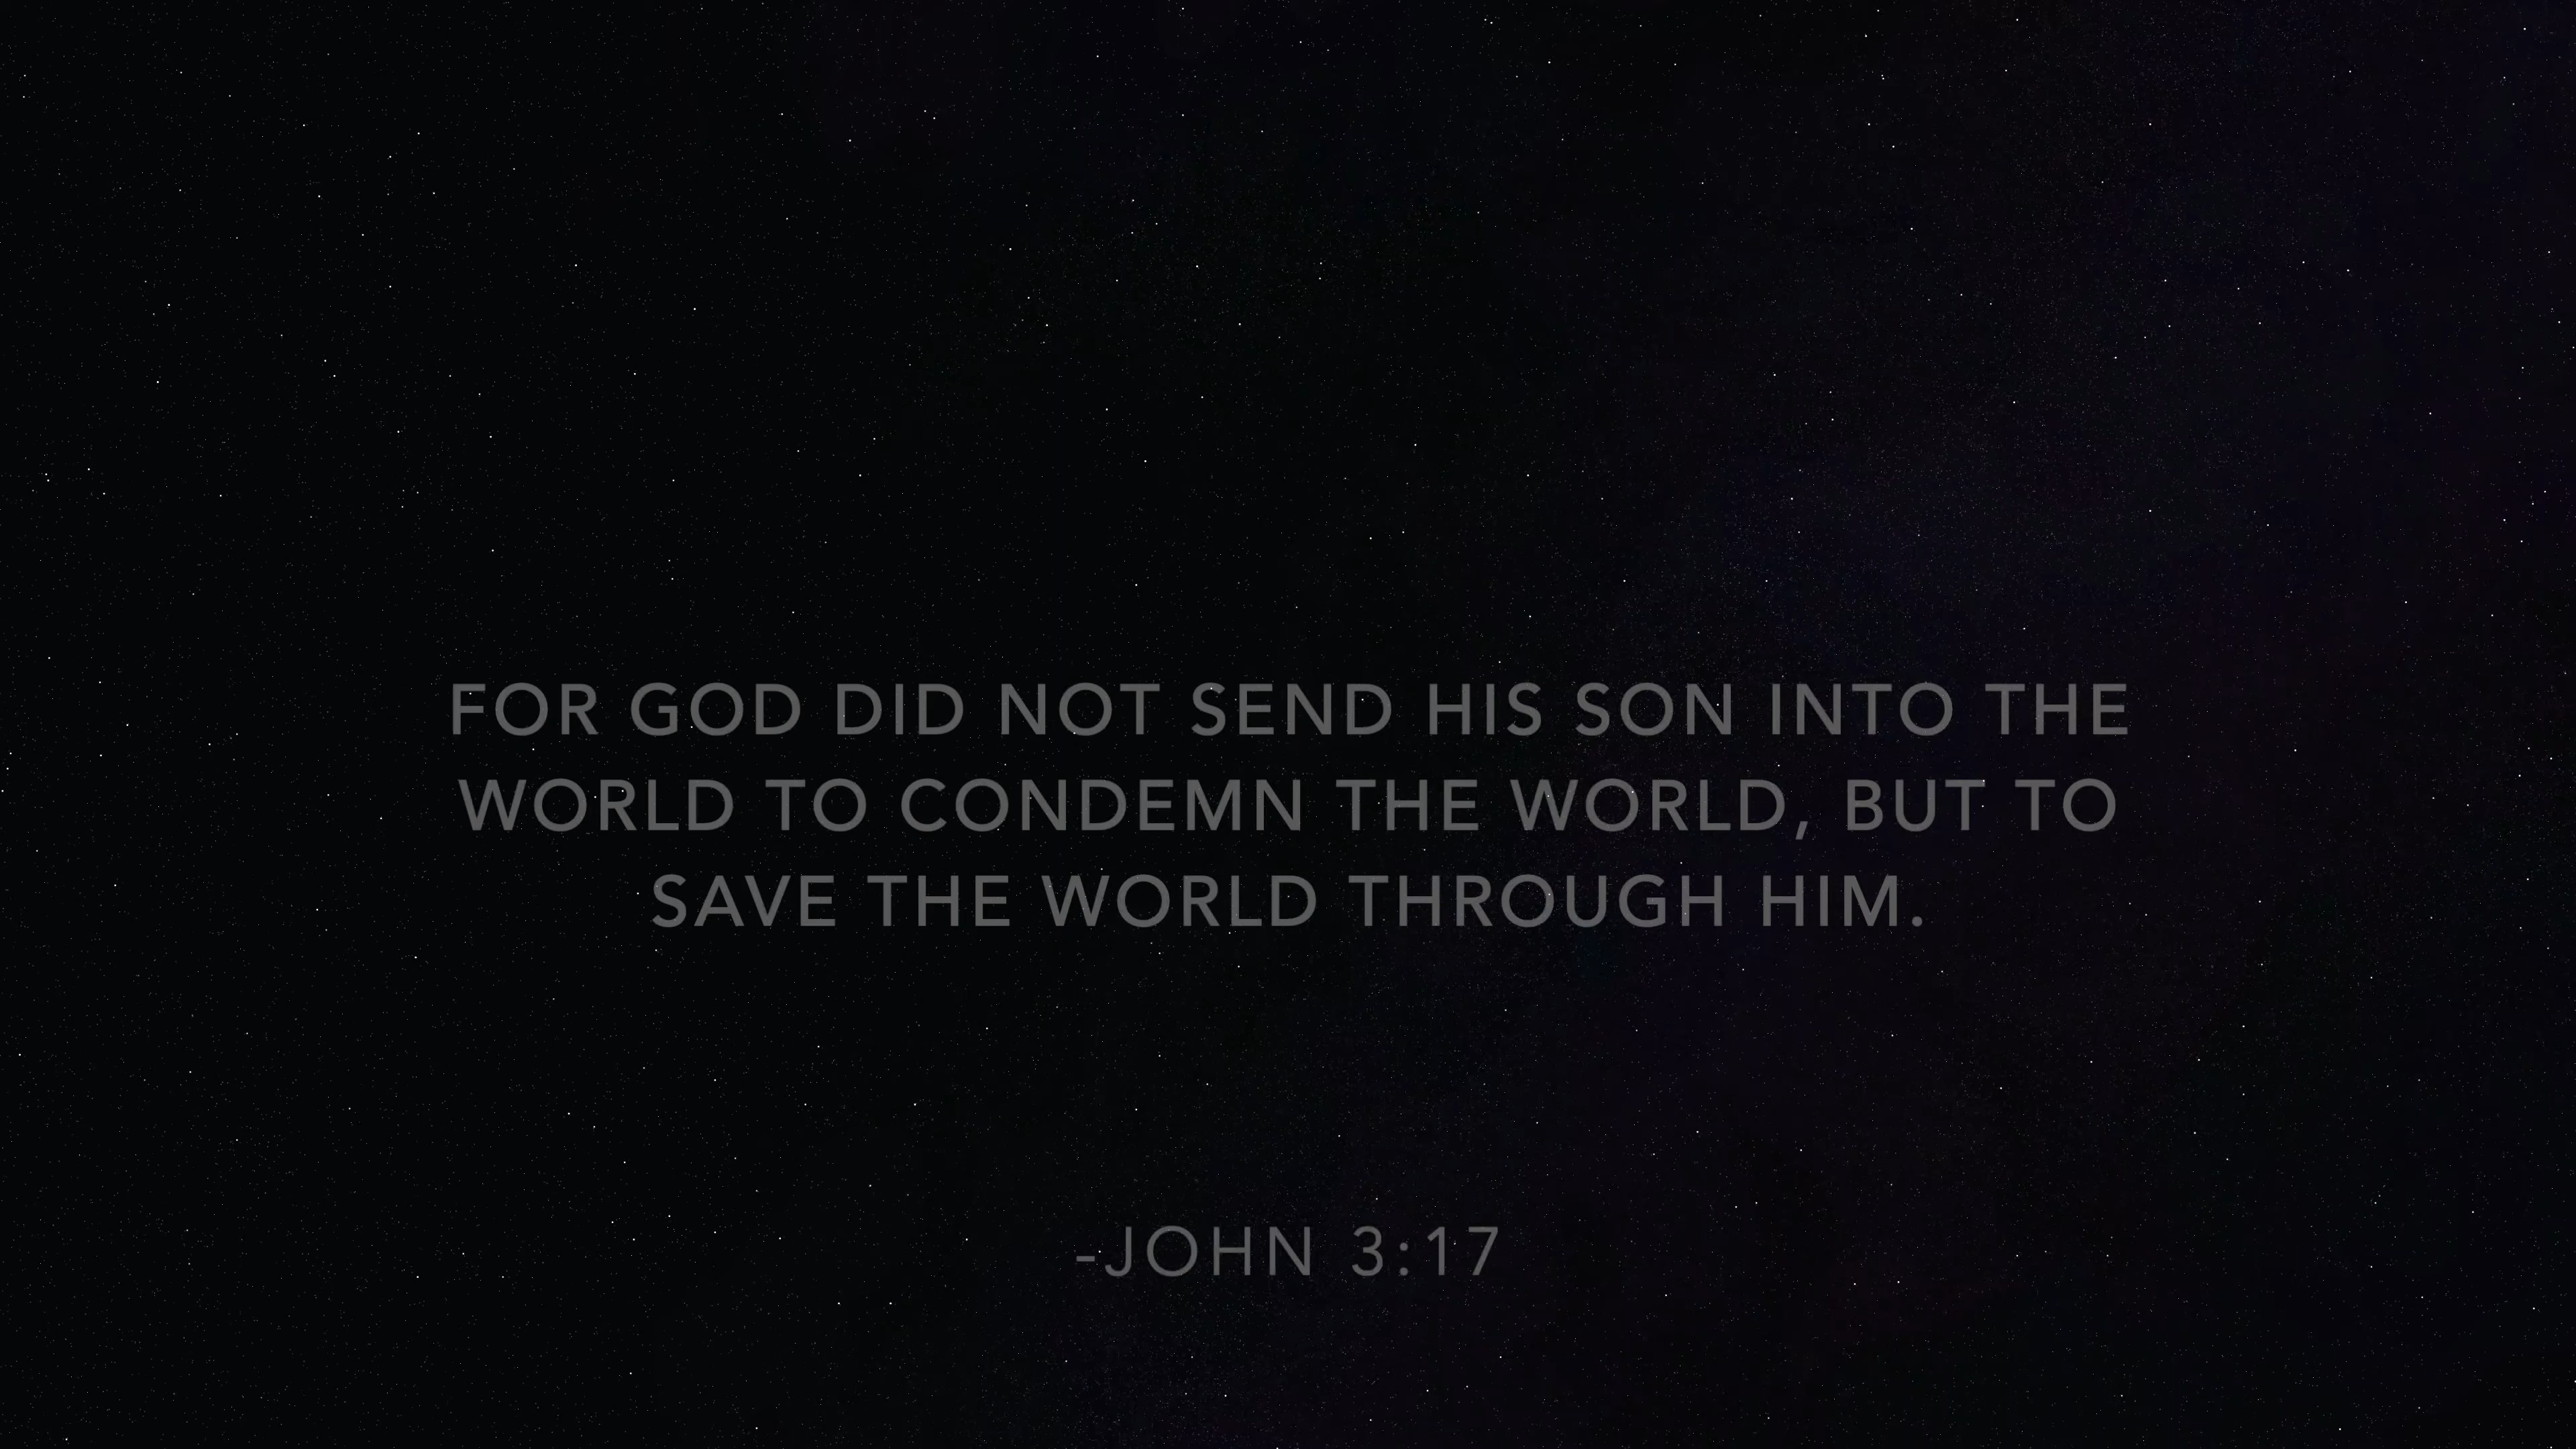 FOR GOD DID NOT SEND HIS SON INTO THE
WORLD TO CONDEMN THE WORLD, BUT TO
SAVE THE WORLD THROUGH HIM.
-JOHN 3:17